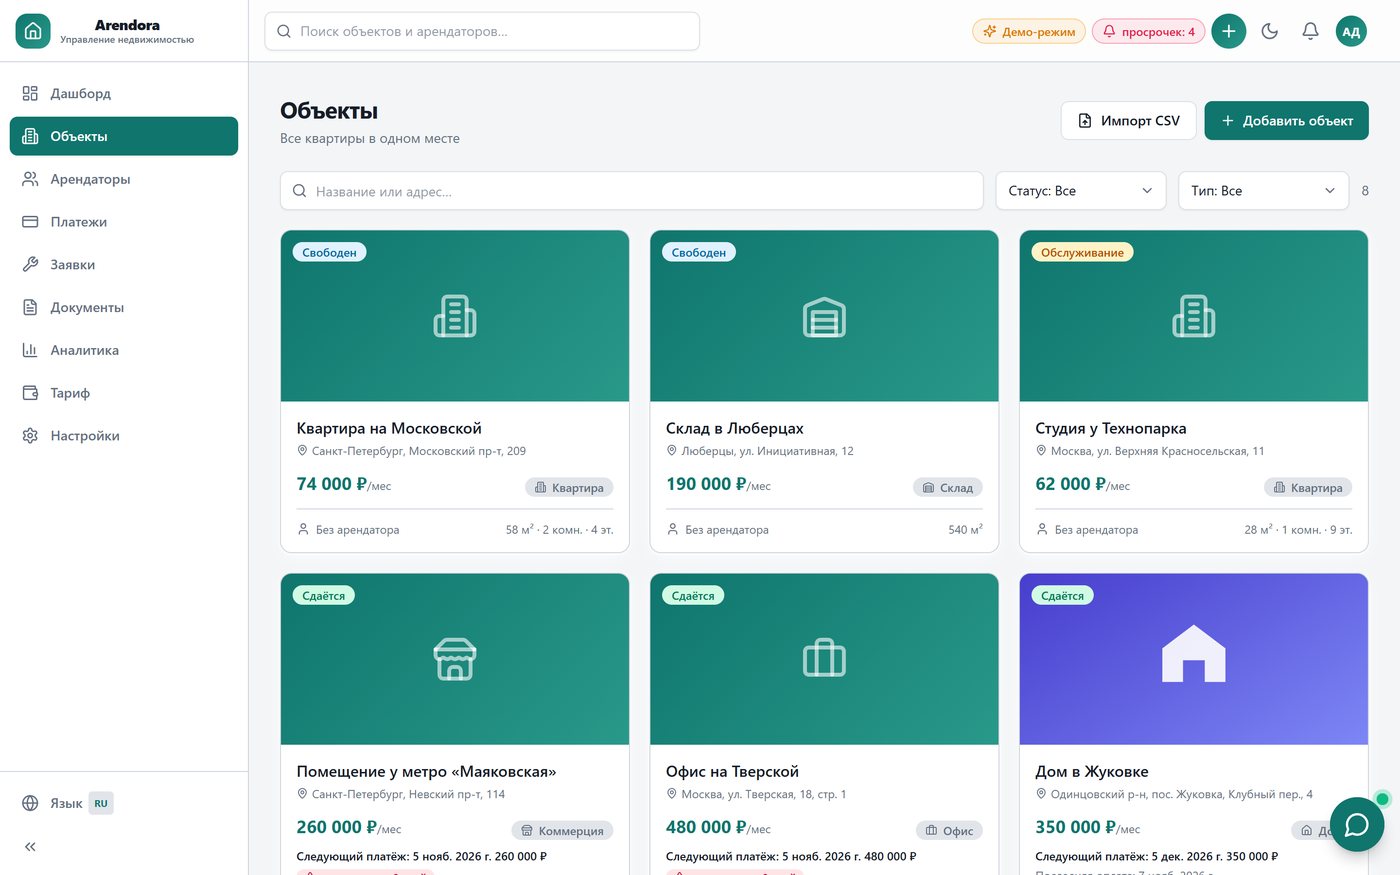 Arendora
Управление недвижимостью
Поиск объектов и арендаторов...
Демо-режим
просрочек: 4
АД
Дашборд
Объекты
Арендаторы
Платежи
Заявки
Документы
Аналитика
Тариф
Настройки
Язык RU
Объекты
Все квартиры в одном месте
Импорт CSV
Добавить объект
Название или адрес...
Статус: Все
Тип: Все
8
Свободен
Квартира на Московской
Санкт-Петербург, Московский пр-т, 209
74 000 ₽/мес
Квартира
Без арендатора
58 м² · 2 комн. · 4 эт.
Свободен
Склад в Люберцах
Люберцы, ул. Инициативная, 12
190 000 ₽/мес
Склад
Без арендатора
540 м²
Обслуживание
Студия у Технопарка
Москва, ул. Верхняя Красносельская, 11
62 000 ₽/мес
Квартира
Без арендатора
28 м² · 1 комн. · 9 эт.
Сдаётся
Помещение у метро «Маяковская»
Санкт-Петербург, Невский пр-т, 114
260 000 ₽/мес
Коммерция
Следующий платёж: 5 нояб. 2026 г. 260 000 ₽
Сдаётся
Офис на Тверской
Москва, ул. Тверская, 18, стр. 1
480 000 ₽/мес
Офис
Следующий платёж: 5 нояб. 2026 г. 480 000 ₽
Сдаётся
Дом в Жуковке
Одинцовский р-н, пос. Жуковка, Клубный пер., 4
350 000 ₽/мес
Следующий платёж: 5 дек. 2026 г. 350 000 ₽